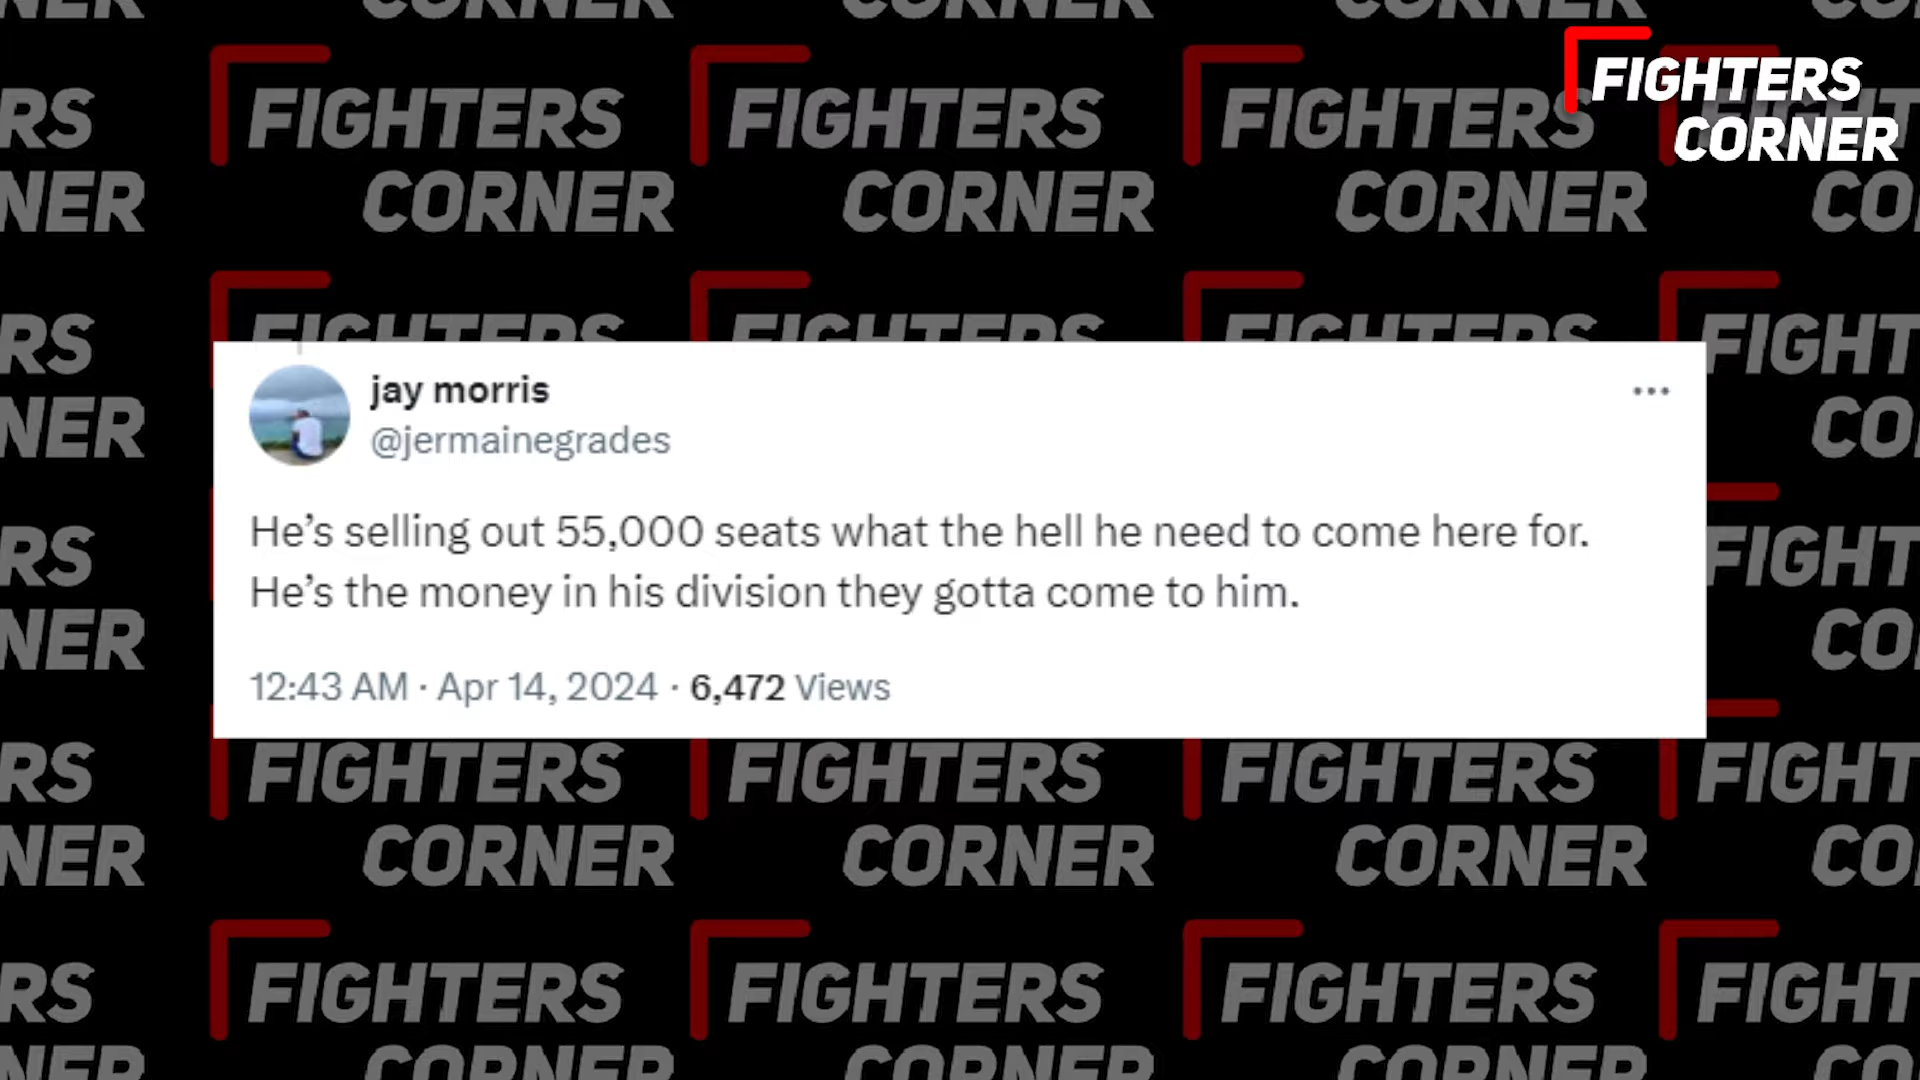 FIGHTERS
CORNER
jay morris
@jermainegrades
He’s selling out 55,000 seats what the hell he need to come here for.
He’s the money in his division they gotta come to him.
12:43 AM · Apr 14, 2024 · 6,472 Views